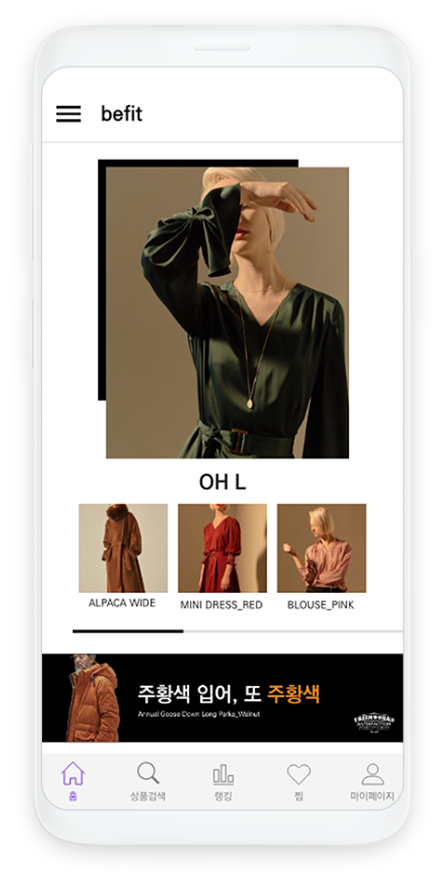 befit
OH L
ALPACA WIDE
MINI DRESS_RED
BLOUSE_PINK
주황색 입어, 또 주황색
Annual Goose Down Long Parka_Walnut
홈
상품검색
랭킹
찜
마이페이지